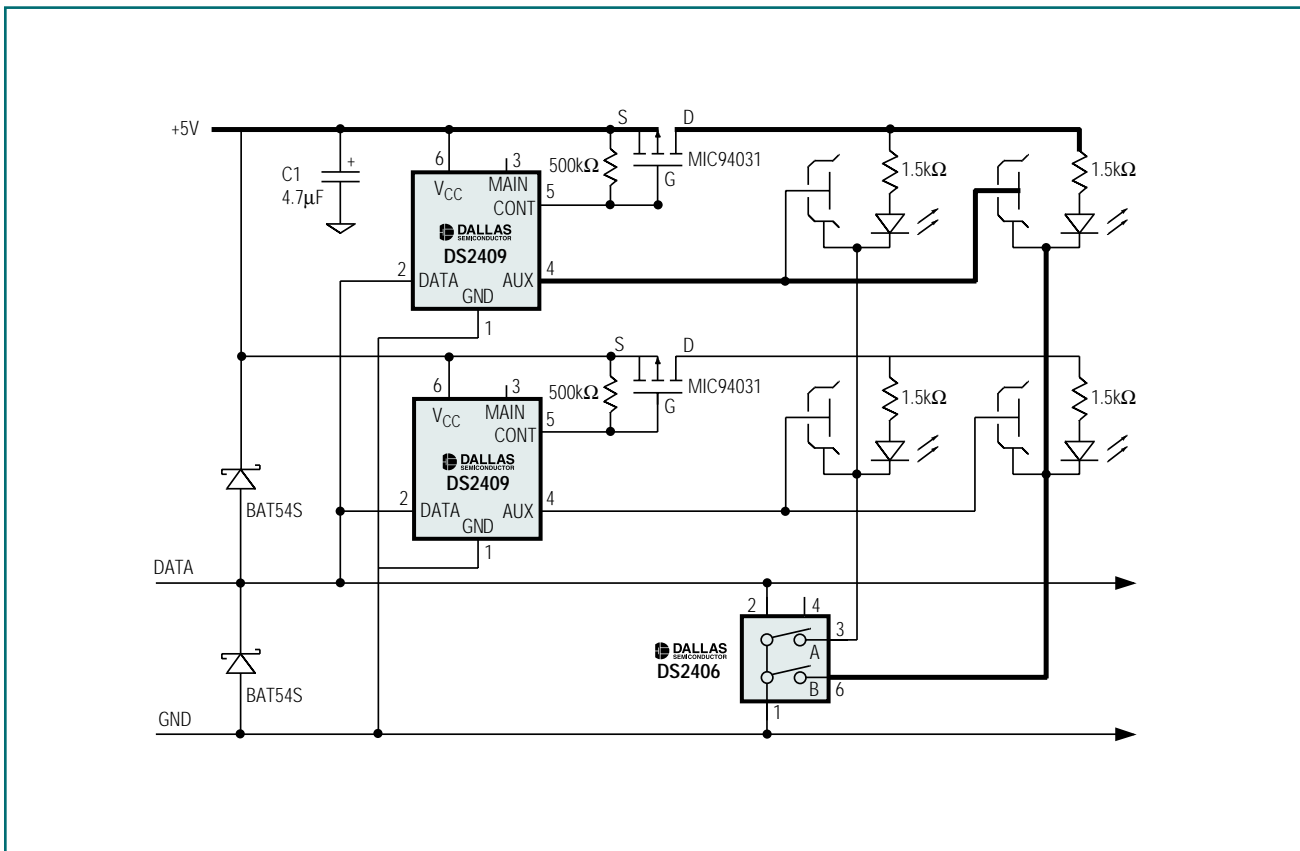 +5V
S
D
C1
4.7µF
+
6
3
VCC
MAIN
5
CONT
500kΩ
MIC94031
G
1.5kΩ
1.5kΩ
DALLAS
SEMICONDUCTOR
DS2409
2
DATA
AUX
4
GND
1
S
D
6
3
VCC
MAIN
5
CONT
500kΩ
MIC94031
G
1.5kΩ
1.5kΩ
DALLAS
SEMICONDUCTOR
DS2409
2
DATA
AUX
4
GND
1
BAT54S
DATA
2
4
3
A
DALLAS
SEMICONDUCTOR
DS2406
B
6
1
BAT54S
GND